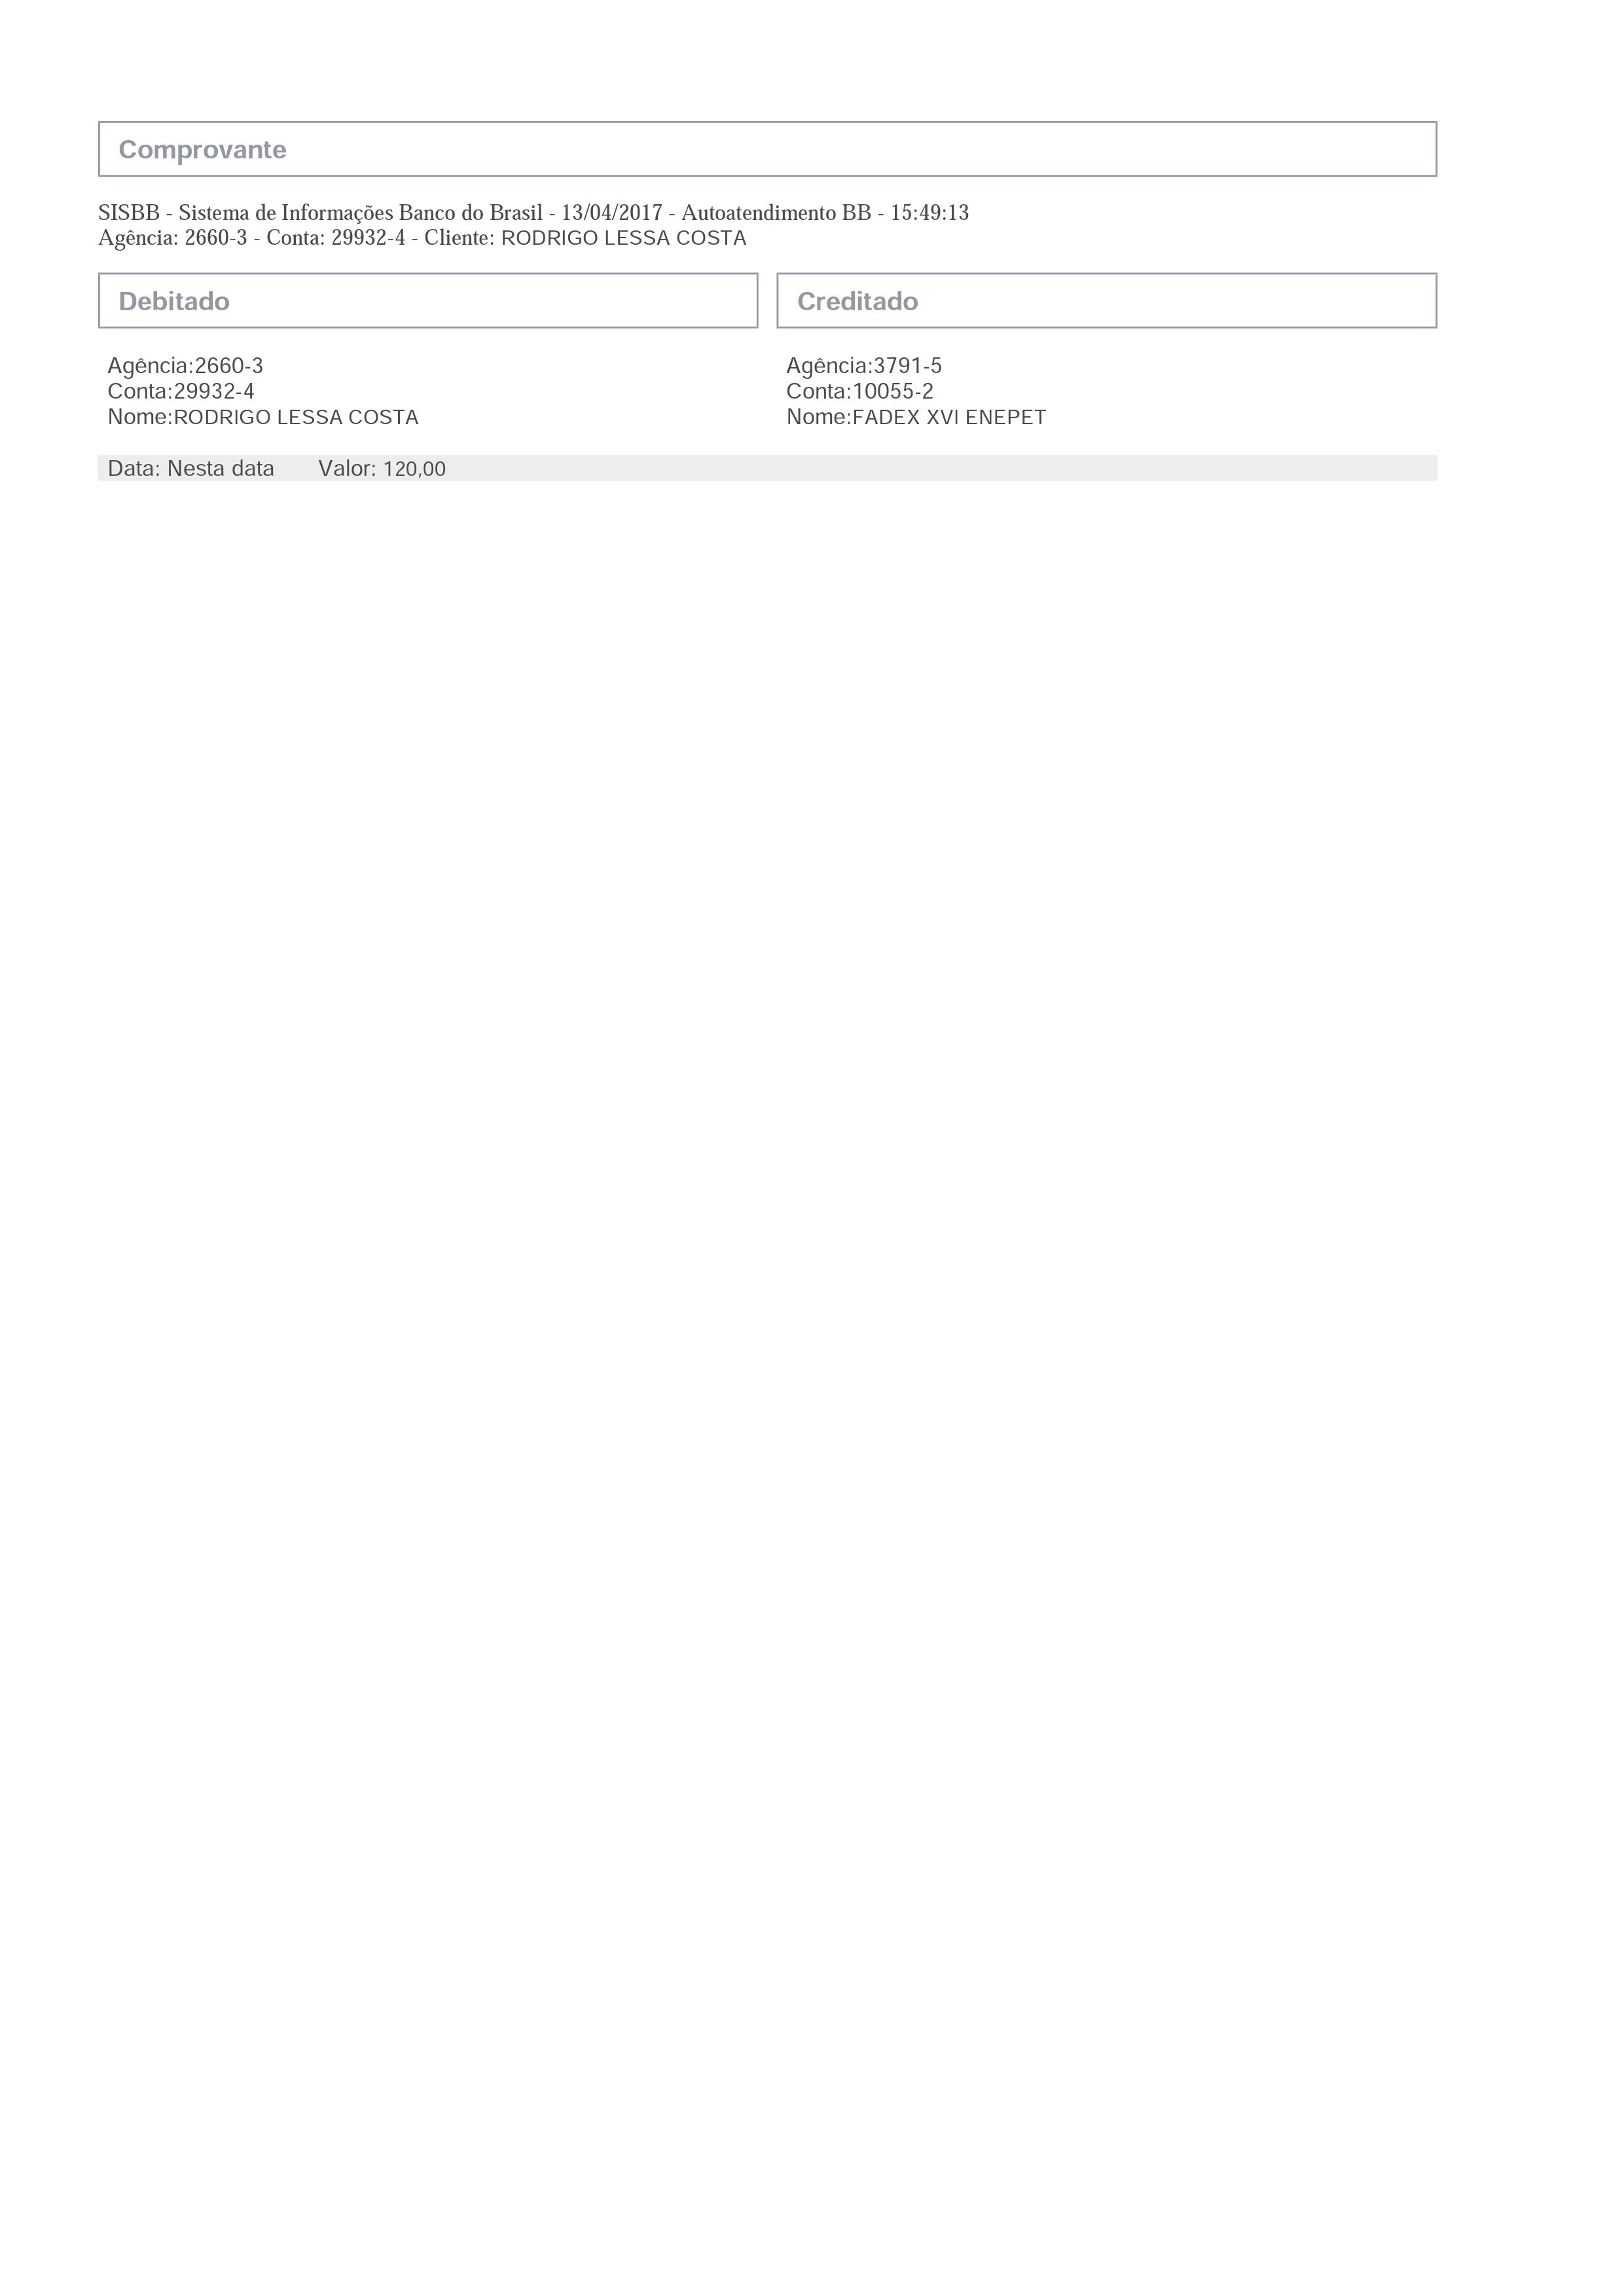 Comprovante
SISBB - Sistema de Informações Banco do Brasil - 13/04/2017 - Autoatendimento BB - 15:49:13
Agência: 2660-3 - Conta: 29932-4 - Cliente: RODRIGO LESSA COSTA
Debitado
Agência:2660-3
Conta:29932-4
Nome:RODRIGO LESSA COSTA
Creditado
Agência:3791-5
Conta:10055-2
Nome:FADEX XVI ENEPET
Data: Nesta data Valor: 120,00